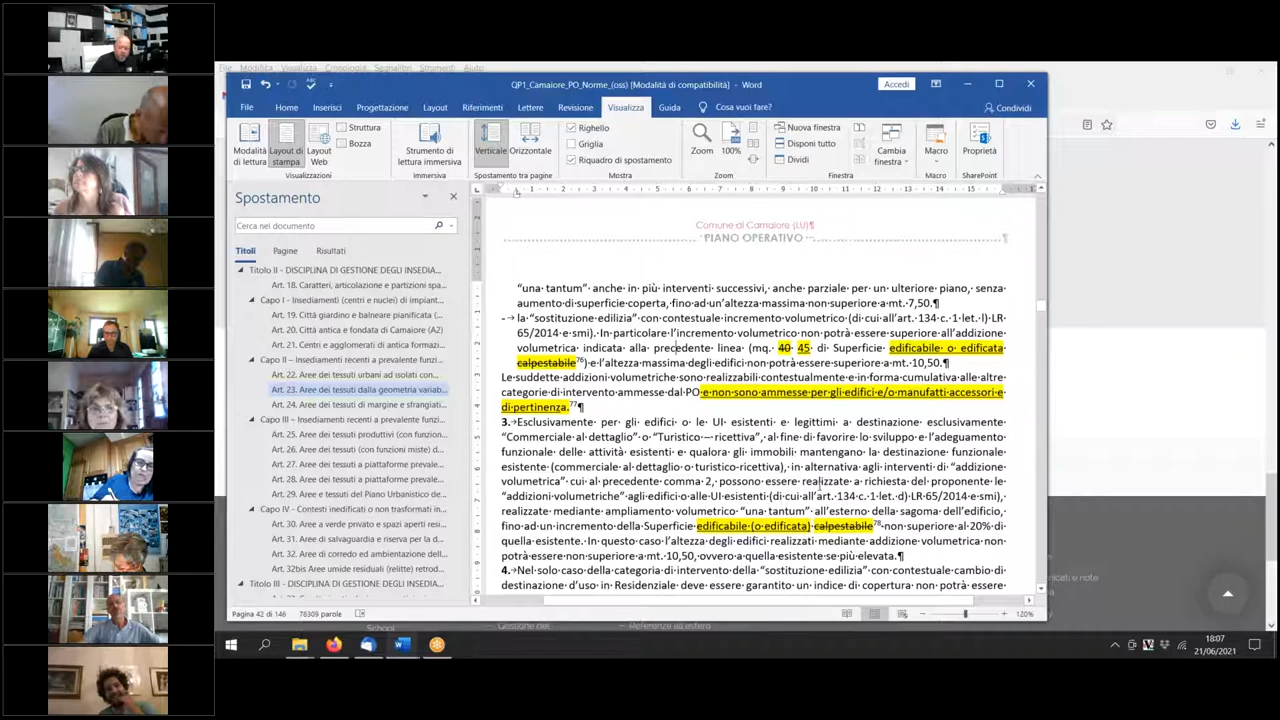 File Modifica Visualizza Cronologia Segnalibri Strumenti Aiuto
QP1_Camaiore_PO_Norme_(oss) [Modalità di compatibilità] - Word
Accedi
File Home Inserisci Progettazione Layout Riferimenti Lettere Revisione Visualizza Guida Cosa vuoi fare? Condividi
Modalità di lettura
Layout di stampa
Layout Web
Struttura
Bozza
Visualizzazioni
Strumento di lettura immersiva
Immersiva
Verticale Orizzontale
Spostamento tra pagine
Righello
Griglia
Riquadro di spostamento
Mostra
Zoom 100%
Zoom
Nuova finestra
Disponi tutto
Dividi
Cambia finestra
Finestra
Macro
Macro
Proprietà
SharePoint
Spostamento
Cerca nel documento
Titoli Pagine Risultati
Titolo II - DISCIPLINA DI GESTIONE DEGLI INSEDIA...
Art. 18. Caratteri, articolazione e partizioni spa...
Capo I - Insediamenti (centri e nuclei) di impiant...
Art. 19. Città giardino e breakpoint pianificata (...
Art. 20. Città antica e fondata di Camaiore (A2)
Art. 21. Centri e agglomerati di antica formazi...
Capo II – Insediamenti recenti a prevalente funzi...
Art. 22. Aree dei tessuti urbani ad isolati con...
Art. 23. Aree dei tessuti dalla geometria variab...
Art. 24. Aree dei tessuti di margine e sfrangiati...
Capo III – Insediamenti recenti a prevalente funzi...
Art. 25. Aree dei tessuti produttivi (con funzion...
Art. 26. Aree dei tessuti (con funzioni miste) d...
Art. 27. Aree dei tessuti a piattaforme prevale...
Art. 28. Aree dei tessuti a piattaforme prevale...
Art. 29. Aree e tessuti del Piano Urbanistico de...
Capo IV – Contesti inedificati o non trasformati in...
Art. 30. Aree a verde privato e spazi aperti resi...
Art. 31. Aree di salvaguardia e riserva per la d...
Art. 32. Aree di corredo ed ambientazione dell...
Art. 32bis Aree umide residuali (relitte) retrod...
Titolo III - DISCIPLINA DI GESTIONE DEGLI INSEDIA...
Comune di Camaiore (LU)¶
PIANO OPERATIVO ¶
“una tantum” anche in più interventi successivi, anche parziale per un ulteriore piano, senza
aumento di superficie coperta, fino ad un’altezza massima non superiore a mt. 7,50.¶
- la “sostituzione edilizia” con contestuale incremento volumetrico (di cui all’art. 134 c. 1 let. l) LR
65/2014 e smi). In particolare l’incremento volumetrico non potrà essere superiore all’addizione
volumetrica indicata alla precedente linea (mq. 40 45 di Superficie edificabile o edificata
calpestabile76) e l’altezza massima degli edifici non superiore a mt. 10,50.¶
Le suddette addizioni volumetriche sono realizzabili contestualmente e in forma cumulativa alle altre
categorie di intervento ammesse dal PO e non sono ammesse per gli edifici e/o manufatti accessori e
di pertinenza.77¶
3. Esclusivamente per gli edifici o le UI esistenti e legittimi a destinazione esclusivamente
“Commerciale al dettaglio” o “Turistico – ricettiva”, al fine di favorire lo sviluppo e l’adeguamento
funzionale delle attività esistenti e qualora gli immobili mantengano la destinazione funzionale
esistente (commerciale al dettaglio o turistico-ricettiva), in alternativa agli interventi di “addizione
volumetrica” cui al precedente comma 2, possono essere realizzate a richiesta del proponente le
“addizioni volumetriche” agli edifici o alle UI esistenti (di cui all’art. 134 c. 1 let. d) LR 65/2014 e smi),
realizzate mediante ampliamento volumetrico “una tantum” all’esterno della sagoma dell’edificio,
fino ad un incremento della Superficie edificabile (o edificata) calpestabile78 non superiore al 20% di
quella esistente. In questo caso l’altezza degli edifici realizzati mediante addizione volumetrica non
potrà essere non superiore a mt. 10,50, ovvero a quella esistente se più elevata.¶
4. Nel solo caso della categoria di intervento della “sostituzione edilizia” con contestuale cambio di
destinazione d’uso in Residenziale deve essere garantito un indice di copertura non potrà essere
Pagina 42 di 146 78309 parole
120%
School Gestione dei Referenze da estero
18:07
21/06/2021